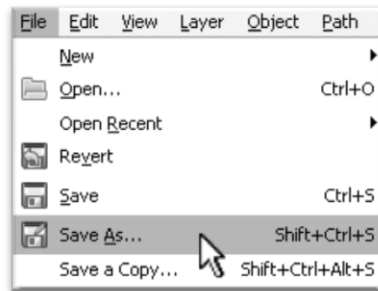 File Edit View Layer Object Path
New
Open... Ctrl+O
Open Recent
Revert
Save Ctrl+S
Save As... Shift+Ctrl+S
Save a Copy... Shift+Ctrl+Alt+S